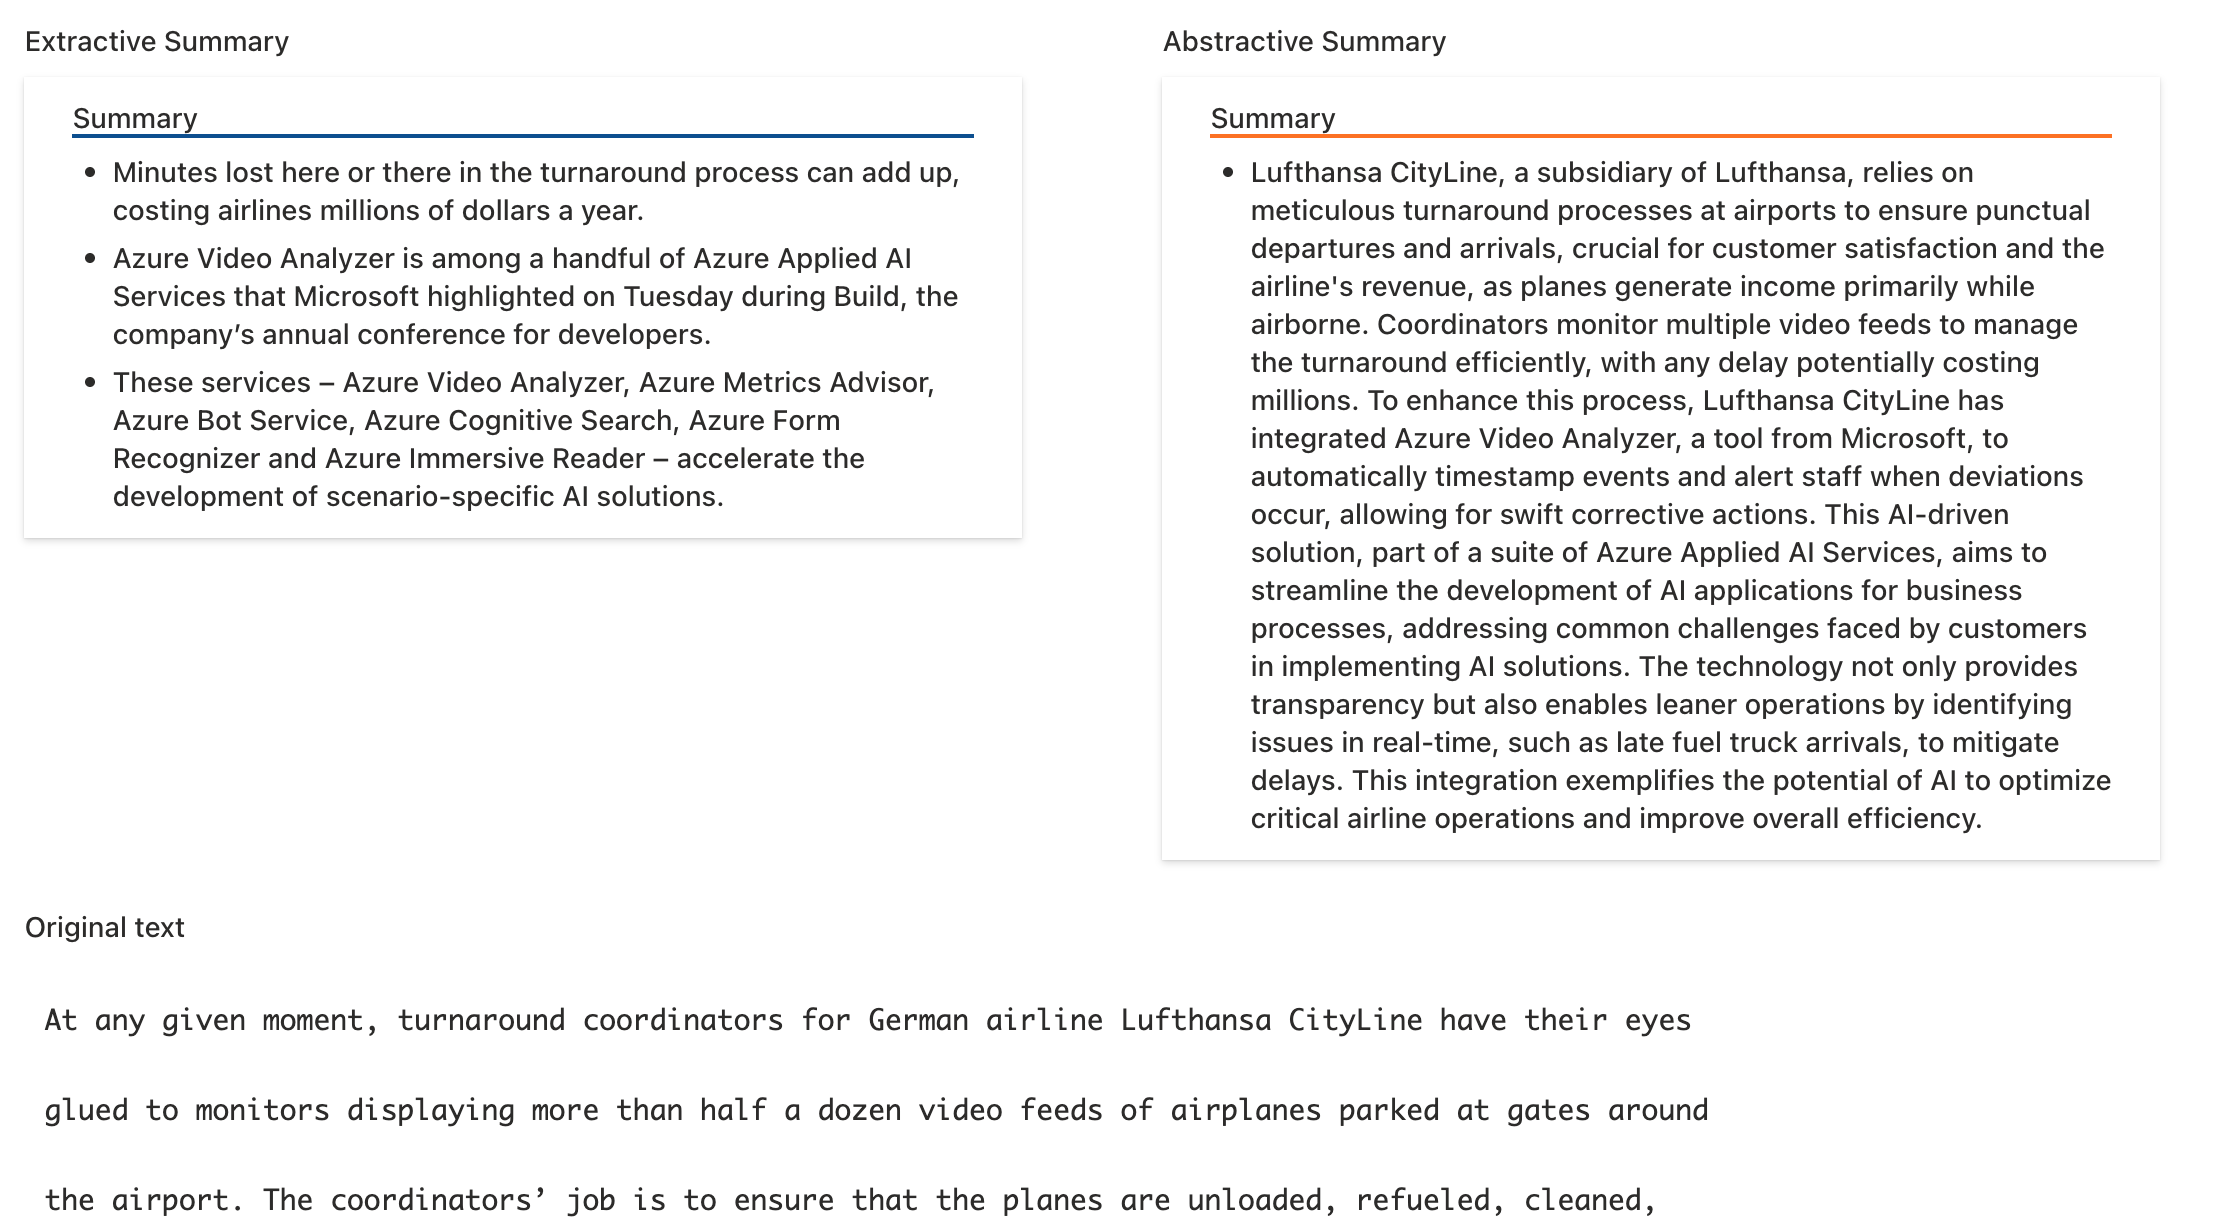 Extractive Summary
Summary
• Minutes lost here or there in the turnaround process can add up,
costing airlines millions of dollars a year.
• Azure Video Analyzer is among a handful of Azure Applied AI
Services that Microsoft highlighted on Tuesday during Build, the
company’s annual conference for developers.
• These services – Azure Video Analyzer, Azure Metrics Advisor,
Azure Bot Service, Azure Cognitive Search, Azure Form
Recognizer and Azure Immersive Reader – accelerate the
development of scenario-specific AI solutions.
Abstractive Summary
Summary
• Lufthansa CityLine, a subsidiary of Lufthansa, relies on
meticulous turnaround processes at airports to ensure punctual
departures and arrivals, crucial for customer satisfaction and the
airline's revenue, as planes generate income primarily while
airborne. Coordinators monitor multiple video feeds to manage
the turnaround efficiently, with any delay potentially costing
millions. To enhance this process, Lufthansa CityLine has
integrated Azure Video Analyzer, a tool from Microsoft, to
automatically timestamp events and alert staff when deviations
occur, allowing for swift corrective actions. This AI-driven
solution, part of a suite of Azure Applied AI Services, aims to
streamline the development of AI applications for business
processes, addressing common challenges faced by customers
in implementing AI solutions. The technology not only provides
transparency but also enables leaner operations by identifying
issues in real-time, such as late fuel truck arrivals, to mitigate
delays. This integration exemplifies the potential of AI to optimize
critical airline operations and improve overall efficiency.
Original text
At any given moment, turnaround coordinators for German airline Lufthansa CityLine have their eyes
glued to monitors displaying more than half a dozen video feeds of airplanes parked at gates around
the airport. The coordinators’ job is to ensure that the planes are unloaded, refueled, cleaned,